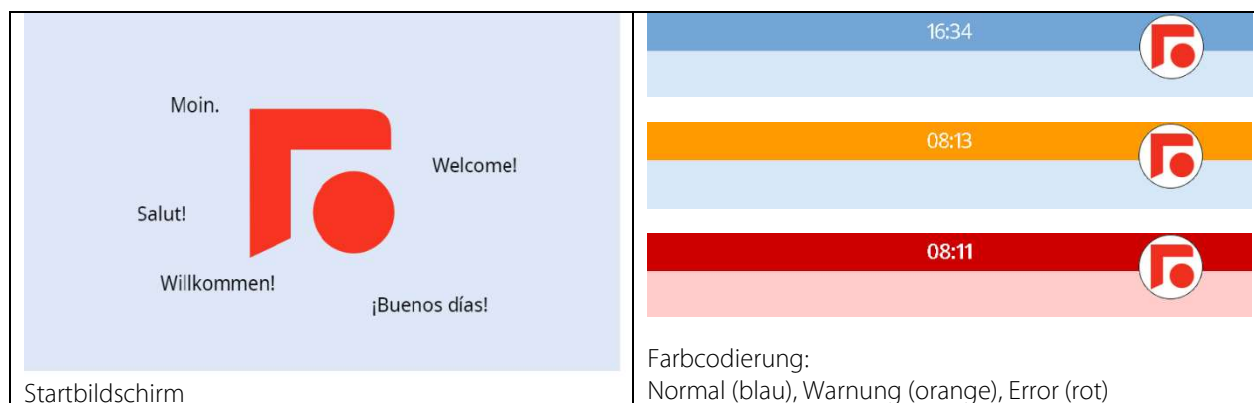 Moin.
Welcome!
Salut!
Willkommen!
¡Buenos días!
Startbildschirm
16:34
08:13
08:11
Farbcodierung:
Normal (blau), Warnung (orange), Error (rot)